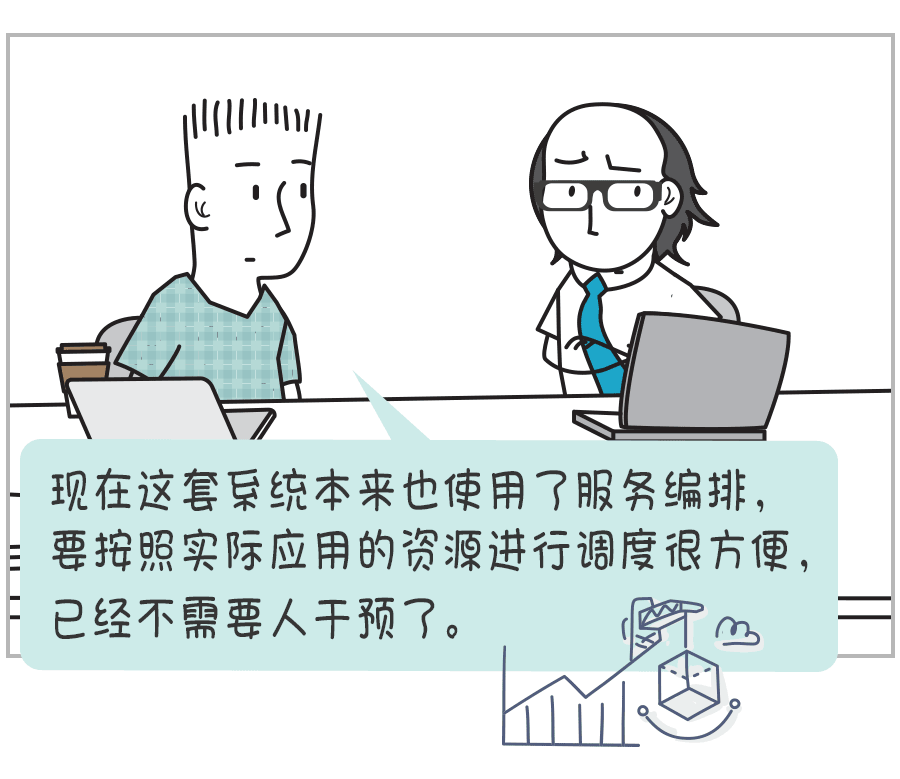 现在这套系统本来也使用了服务编排，
要按照实际应用的资源进行调度很方便，
已经不需要人干预了。